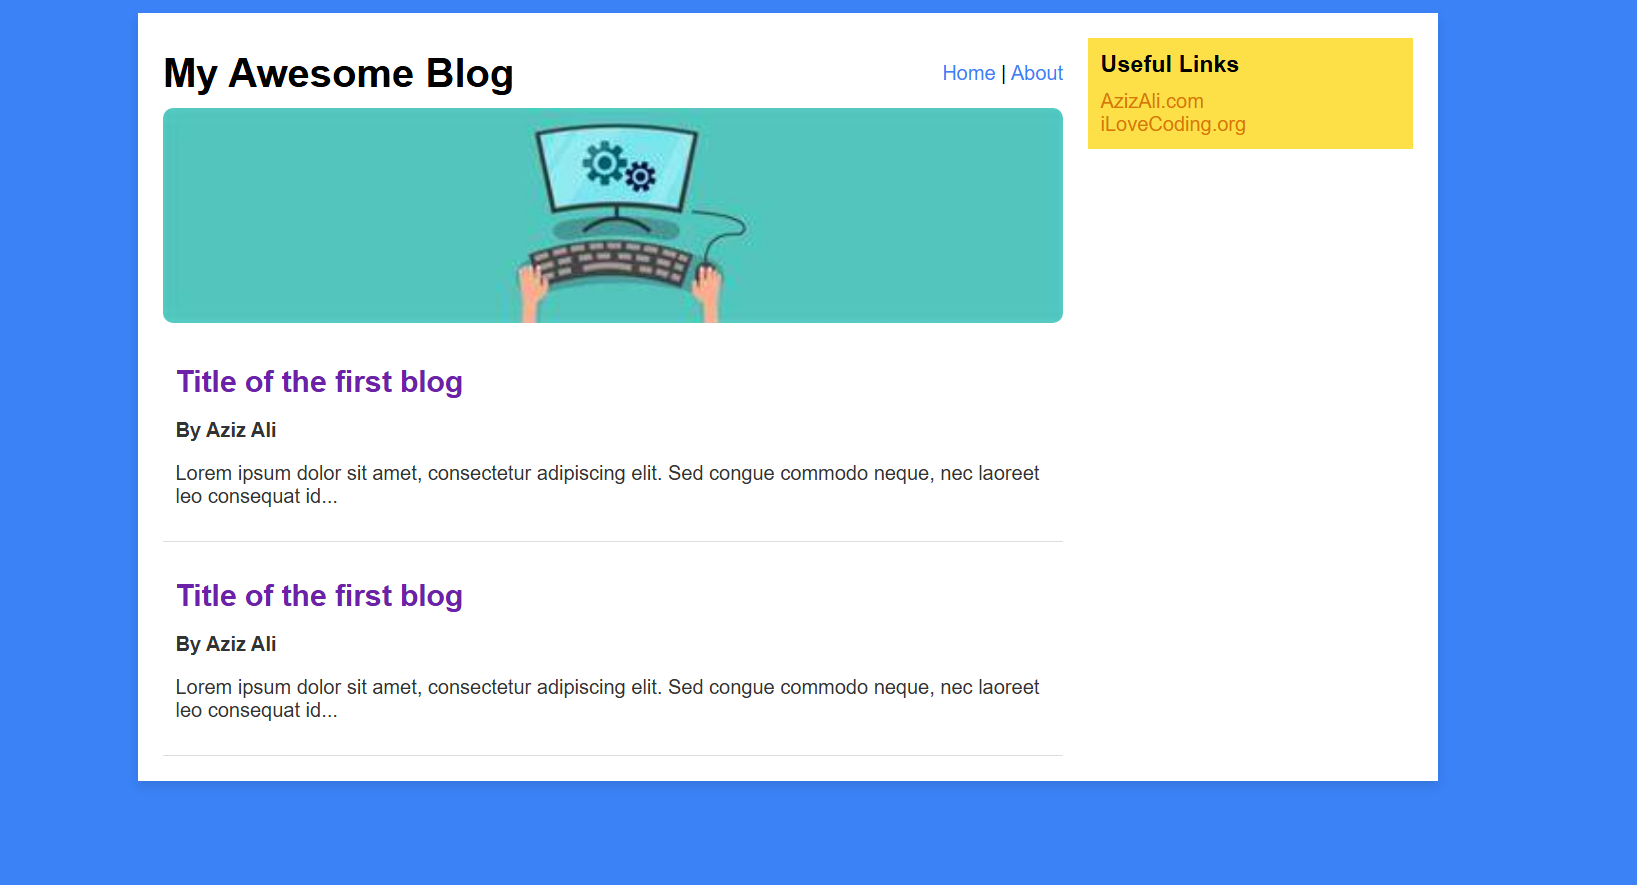 My Awesome Blog
Home | About
Title of the first blog
By Aziz Ali
Lorem ipsum dolor sit amet, consectetur adipiscing elit. Sed congue commodo neque, nec laoreet
leo consequat id...
Title of the first blog
By Aziz Ali
Lorem ipsum dolor sit amet, consectetur adipiscing elit. Sed congue commodo neque, nec laoreet
leo consequat id...
Useful Links
AzizAli.com
iLoveCoding.org